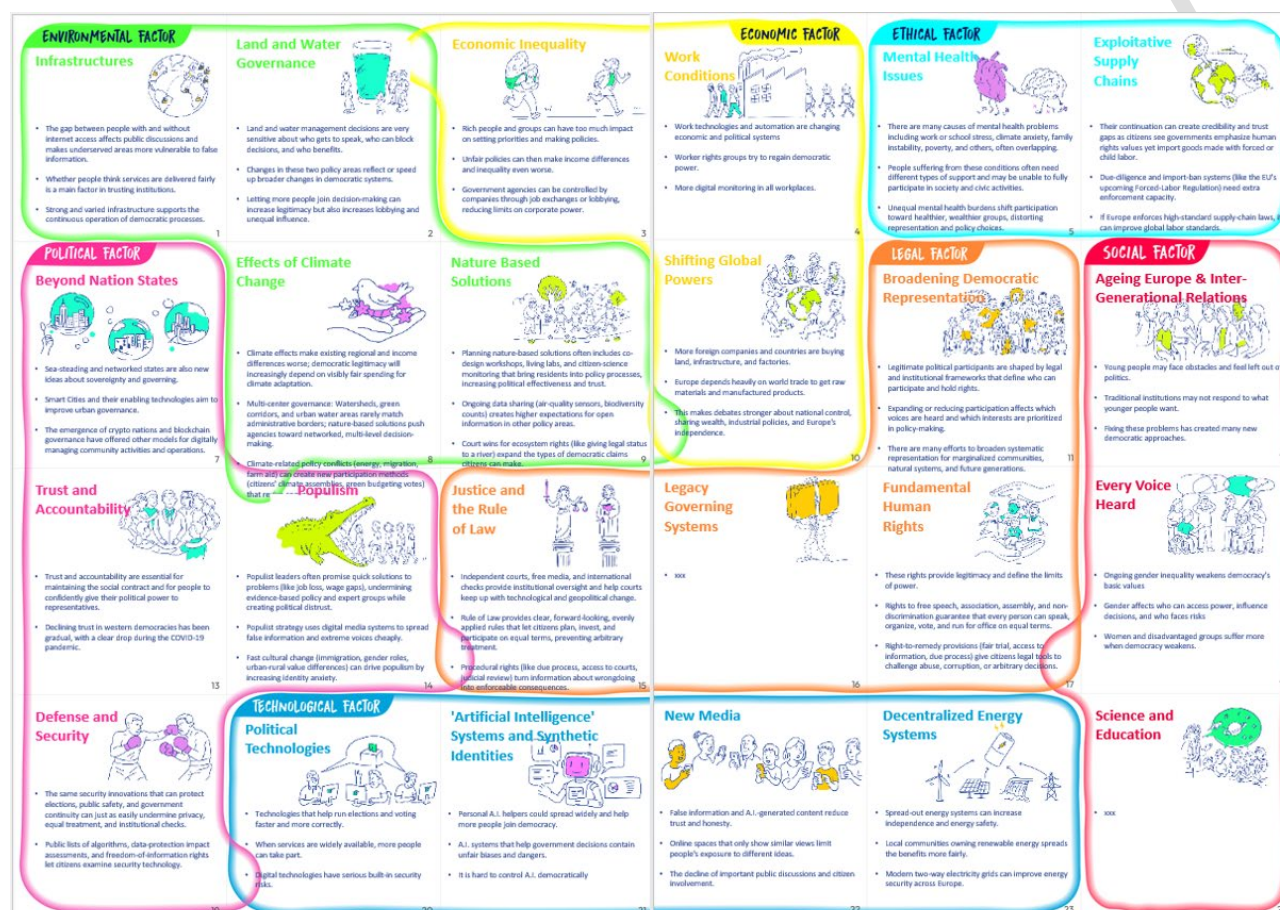 ENVIRONMENTAL FACTOR
Infrastructures
• The gap between people with and without
internet access affects public discussions and
makes underserved areas more vulnerable to false
information.
• Whether people think services are delivered fairly
is a main factor in trusting institutions.
• Strong and varied infrastructure supports the
continuous operation of democratic processes.
1
Land and Water
Governance
• Land and water management decisions are very
sensitive about who gets to speak, who can block
decisions, and who benefits.
• Changes in these two policy areas reflect or speed
up broader changes in democratic systems.
• Letting more people join decision-making can
increase legitimacy but also increases lobbying and
unequal influence.
2
Economic Inequality
• Rich people and groups can have too much impact
on setting priorities and making policies.
• Unfair policies can then make income differences
and inequality even worse.
• Government agencies can be controlled by
companies through job exchanges or lobbying,
reducing limits on corporate power.
3
ECONOMIC FACTOR
Work
Conditions
• Work technologies and automation are changing
economic and political systems
• Worker rights groups try to regain democratic
power.
• More digital monitoring in all workplaces.
4
ETHICAL FACTOR
Mental Health
Issues
• There are many causes of mental health problems
including work or school stress, climate anxiety, family
instability, poverty, and others, often overlapping.
• People suffering from these conditions often need
different types of support and may be unable to fully
participate in society and civic activities.
• Unequal mental health burdens shift participation
toward healthier, wealthier groups, distorting
representation and policy choices.
5
Exploitative
Supply
Chains
• Their continuation can create credibility and trust
gaps as citizens see governments emphasize human
rights values yet import goods made with forced or
child labor.
• Due-diligence and import-ban systems (like the EU's
upcoming Forced-Labor Regulation) need extra
enforcement capacity.
• If Europe enforces high-standard supply-chain laws,
can improve global labor standards.
POLITICAL FACTOR
Beyond Nation States
• Sea-steading and networked states are also new
ideas about sovereignty and governing.
• Smart Cities and their enabling technologies aim to
improve urban governance.
• The emergence of crypto nations and blockchain
governance have offered other models for digitally
managing community activities and operations.
7
Effects of Climate
Change
• Climate effects make existing regional and income
differences worse; democratic legitimacy will
increasingly depend on visibly fair spending for
climate adaptation.
• Multi-center governance: Watersheds, green
corridors, and urban water areas rarely match
administrative borders; nature-based solutions push
agencies toward networked, multi-level decision-
making.
• Climate-related policy conflicts (energy, migration,
farm aid) can create new participation methods
(citizens' climate assemblies, green budgeting votes)
that re
8
Nature Based
Solutions
• Planning nature-based solutions often includes co-
design workshops, living labs, and citizen-science
monitoring that bring residents into policy processes,
increasing political effectiveness and trust.
• Ongoing data sharing (air-quality sensors, biodiversity
counts) creates higher expectations for open
information in other policy areas.
• Court wins for ecosystem rights (like giving legal status
to a river) expand the types of democratic claims
citizens can make.
9
Shifting Global
Powers
• More foreign companies and countries are buying
land, infrastructure, and factories.
• Europe depends heavily on world trade to get raw
materials and manufactured products.
• This makes debates stronger about national control,
sharing wealth, industrial policies, and Europe's
independence.
10
LEGAL FACTOR
Broadening Democratic
Representation
• Legitimate political participants are shaped by legal
and institutional frameworks that define who can
participate and hold rights.
• Expanding or reducing participation affects which
voices are heard and which interests are prioritized
in policy-making.
• There are many efforts to broaden systematic
representation for marginalized communities,
natural systems, and future generations.
11
SOCIAL FACTOR
Ageing Europe & Inter-
Generational Relations
• Young people may face obstacles and feel left out
politics.
• Traditional institutions may not respond to what
younger people want.
• Fixing these problems has created many new
democratic approaches.
Trust and
Accountability
• Trust and accountability are essential for
maintaining the social contract and for people to
confidently give their political power to
representatives.
• Declining trust in western democracies has been
gradual, with a clear drop during the COVID-19
pandemic.
13
Populism
• Populist leaders often promise quick solutions to
problems (like job loss, wage gaps), undermining
evidence-based policy and expert groups while
creating political distrust.
• Populist strategy uses digital media systems to spread
false information and extreme voices cheaply.
• Fast cultural change (immigration, gender roles,
urban-rural value differences) can drive populism by
increasing identity anxiety.
14
Justice and
the Rule
of Law
• Independent courts, free media, and international
checks provide institutional oversight and help courts
keep up with technological and geopolitical change.
• Rule of Law provides clear, forward-looking, evenly
applied rules that let citizens plan, invest, and
participate on equal terms, preventing arbitrary
treatment.
• Procedural rights (like due process, access to courts,
judicial review) turn information about wrongdoing
into enforceable consequences.
15
Legacy
Governing
Systems
• xxx
16
Fundamental
Human
Rights
• These rights provide legitimacy and define the limits
of power.
• Rights to free speech, association, assembly, and non-
discrimination guarantee that every person can speak,
organize, vote, and run for office on equal terms.
• Right-to-remedy provisions (fair trial, access to
information, due process) give citizens legal tools to
challenge abuse, corruption, or arbitrary decisions.
17
Every Voice
Heard
• Ongoing gender inequality weakens democracy's
basic values
• Gender affects who can access power, influence
decisions, and who faces risks
• Women and disadvantaged groups suffer more
when democracy weakens.
Defense and
Security
• The same security innovations that can protect
elections, public safety, and government
continuity can just as easily undermine privacy,
equal treatment, and institutional checks.
• Public lists of algorithms, data-protection impact
assessments, and freedom-of-information rights
let citizens examine security technology.
19
TECHNOLOGICAL FACTOR
Political
Technologies
• Technologies that help run elections and voting
faster and more correctly.
• When services are widely available, more people
can take part.
• Digital technologies have serious built-in security
risks.
20
'Artificial Intelligence'
Systems and Synthetic
Identities
• Personal A.I. helpers could spread widely and help
more people join democracy.
• A.I. systems that help government decisions contain
unfair biases and dangers.
• It is hard to control A.I. democratically
21
New Media
• False information and A.I.-generated content reduce
trust and honesty.
• Online spaces that only show similar views limit
people's exposure to different ideas.
• The decline of important public discussions and citizen
involvement.
22
Decentralized Energy
Systems
• Spread-out energy systems can increase
independence and energy safety.
• Local communities owning renewable energy spreads
the benefits more fairly.
• Modern two-way electricity grids can improve energy
security across Europe.
23
Science and
Education
• xxx